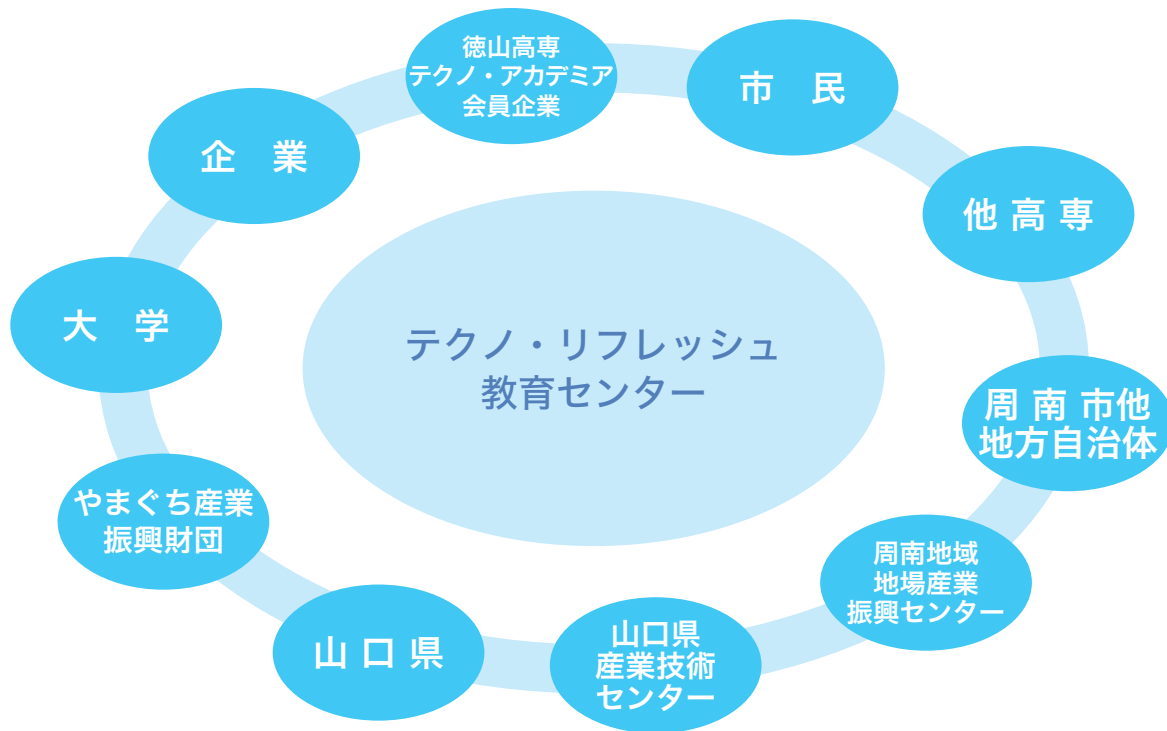 徳山高専
テクノ・アカデミア
会員企業
市　民
企　業
他 高 専
大　学
テクノ・リフレッシュ
教育センター
周 南 市他
地方自治体
やまぐち産業
振興財団
周南地域
地場産業
振興センター
山 口 県
山口県
産業技術
センター